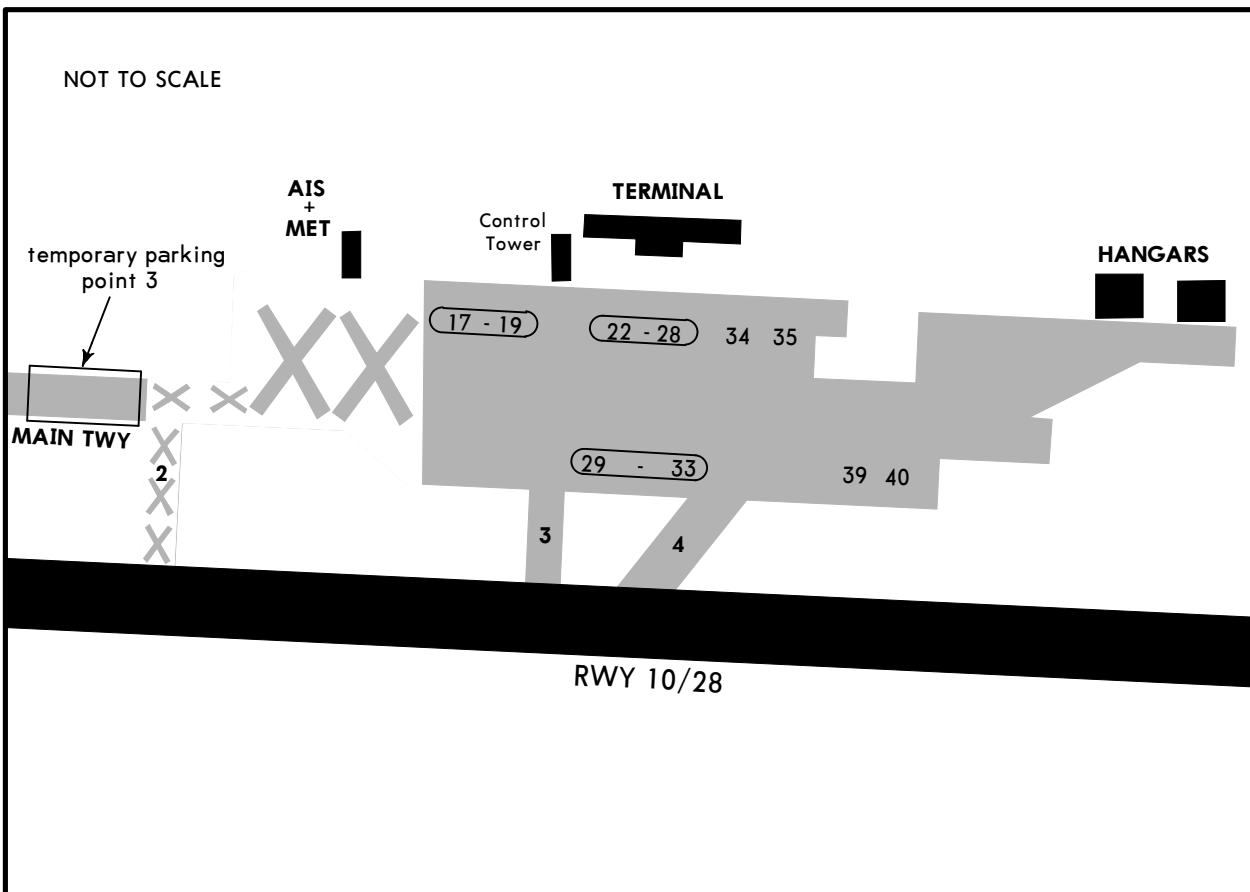 NOT TO SCALE
AIS
+
MET
Control
Tower
TERMINAL
HANGARS
temporary parking
point 3
17 - 19
22 - 28
34 35
MAIN TWY
2
29 - 33
39 40
3
4
RWY 10/28